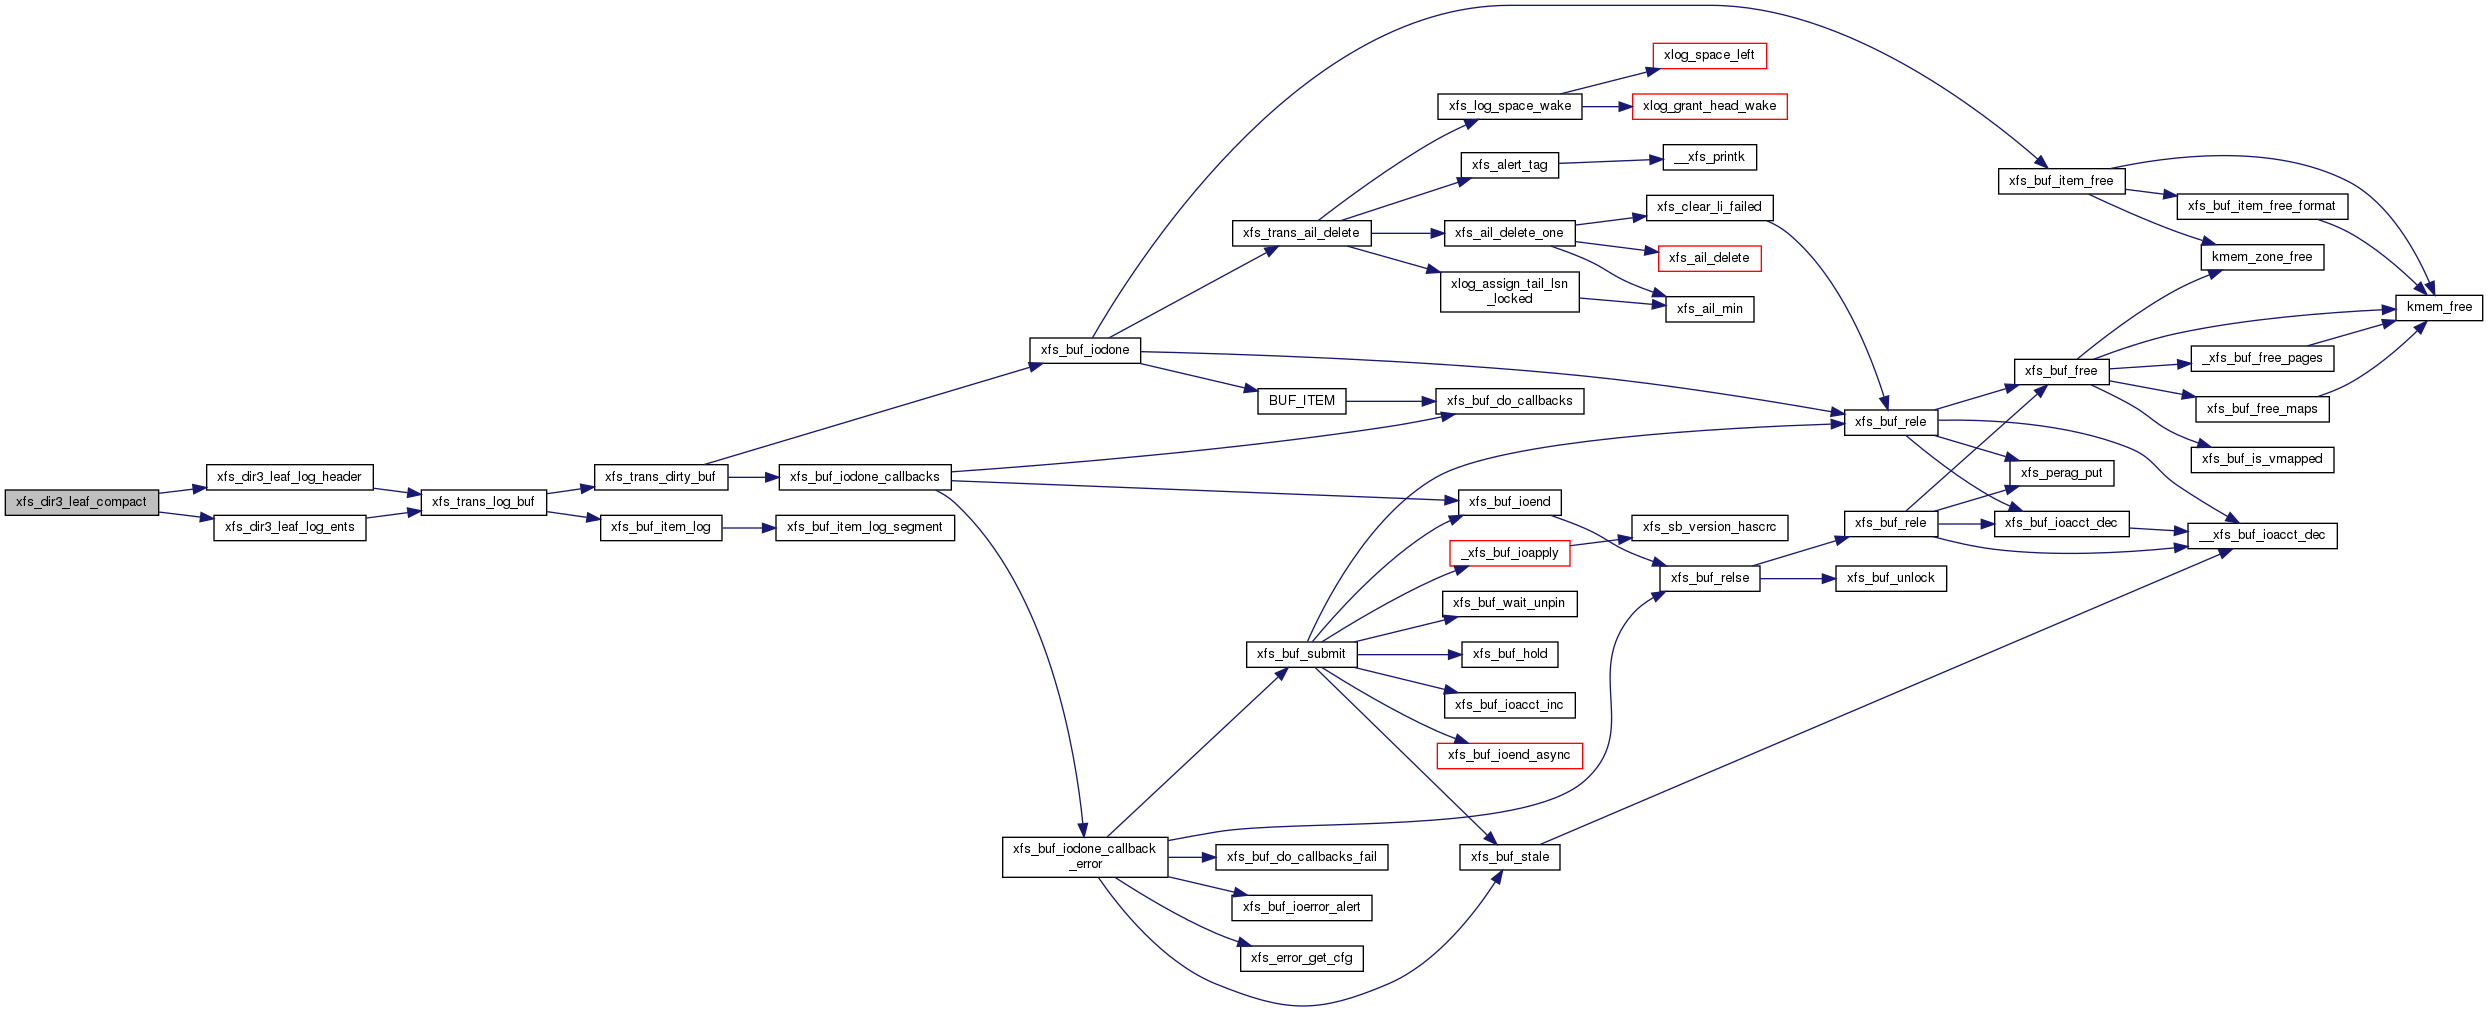 xfs_dir3_leaf_compact
xfs_dir3_leaf_log_header
xfs_dir3_leaf_log_ents
xfs_trans_log_buf
xfs_trans_dirty_buf
xfs_buf_item_log
xfs_buf_iodone_callbacks
xfs_buf_item_log_segment
xfs_buf_iodone
xfs_buf_iodone_callback
_error
xfs_trans_ail_delete
BUF_ITEM
xfs_buf_submit
xfs_buf_do_callbacks_fail
xfs_buf_ioerror_alert
xfs_error_get_cfg
xfs_log_space_wake
xfs_alert_tag
xfs_ail_delete_one
xlog_assign_tail_lsn
_locked
xfs_buf_do_callbacks
xfs_buf_ioend
_xfs_buf_ioapply
xfs_buf_wait_unpin
xfs_buf_hold
xfs_buf_ioacct_inc
xfs_buf_ioend_async
xfs_buf_stale
xlog_space_left
xlog_grant_head_wake
__xfs_printk
xfs_clear_li_failed
xfs_ail_delete
xfs_ail_min
xfs_sb_version_hascrc
xfs_buf_relse
xfs_buf_rele
xfs_buf_rele
xfs_buf_unlock
xfs_buf_item_free
xfs_buf_free
xfs_perag_put
xfs_buf_ioacct_dec
xfs_buf_item_free_format
kmem_zone_free
_xfs_buf_free_pages
xfs_buf_free_maps
xfs_buf_is_vmapped
__xfs_buf_ioacct_dec
kmem_free